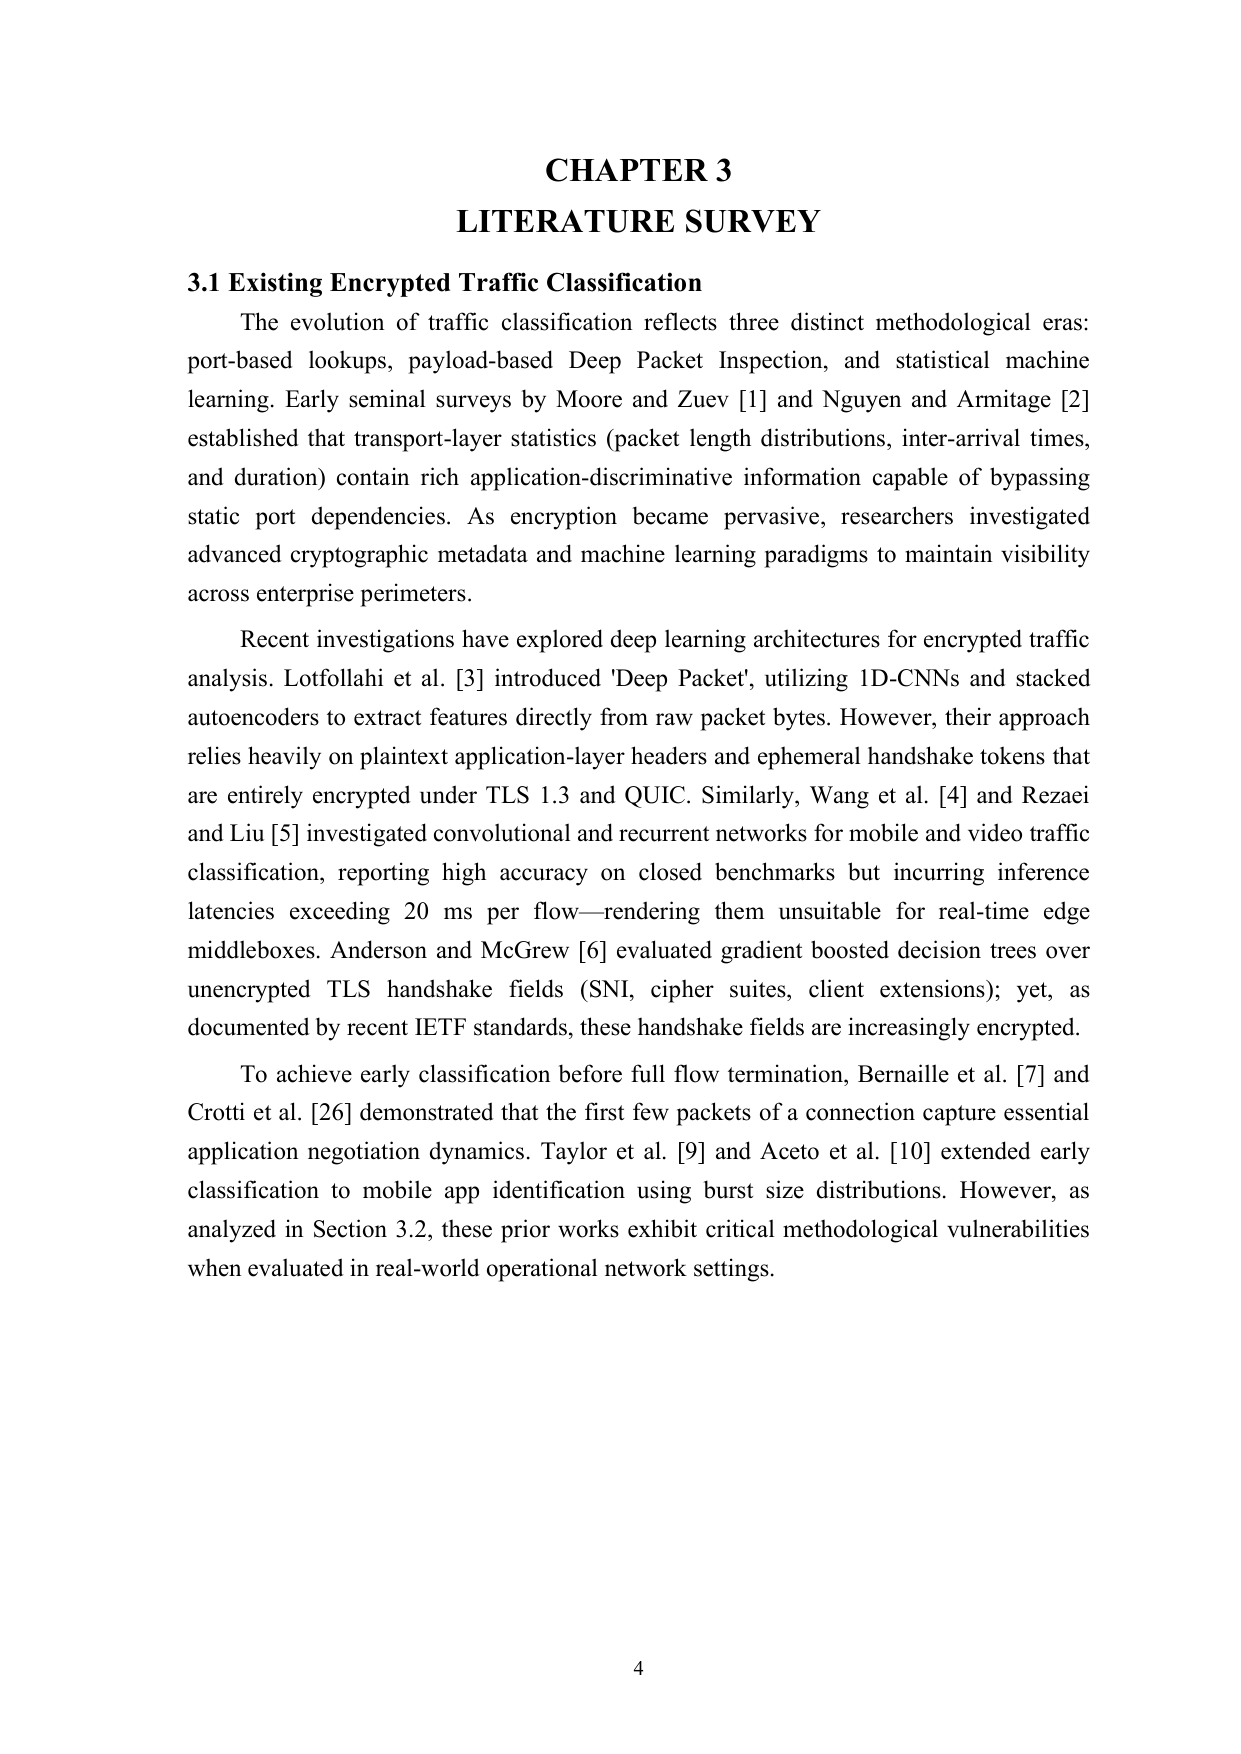 CHAPTER 3
LITERATURE SURVEY
3.1 Existing Encrypted Traffic Classification
The evolution of traffic classification reflects three distinct methodological eras:
port-based lookups, payload-based Deep Packet Inspection, and statistical machine
learning. Early seminal surveys by Moore and Zuev [1] and Nguyen and Armitage [2]
established that transport-layer statistics (packet length distributions, inter-arrival times,
and duration) contain rich application-discriminative information capable of bypassing
static port dependencies. As encryption became pervasive, researchers investigated
advanced cryptographic metadata and machine learning paradigms to maintain visibility
across enterprise perimeters.
Recent investigations have explored deep learning architectures for encrypted traffic
analysis. Lotfollahi et al. [3] introduced 'Deep Packet', utilizing 1D-CNNs and stacked
autoencoders to extract features directly from raw packet bytes. However, their approach
relies heavily on plaintext application-layer headers and ephemeral handshake tokens that
are entirely encrypted under TLS 1.3 and QUIC. Similarly, Wang et al. [4] and Rezaei
and Liu [5] investigated convolutional and recurrent networks for mobile and video traffic
classification, reporting high accuracy on closed benchmarks but incurring inference
latencies exceeding 20 ms per flow—rendering them unsuitable for real-time edge
middleboxes. Anderson and McGrew [6] evaluated gradient boosted decision trees over
unencrypted TLS handshake fields (SNI, cipher suites, client extensions); yet, as
documented by recent IETF standards, these handshake fields are increasingly encrypted.
To achieve early classification before full flow termination, Bernaille et al. [7] and
Crotti et al. [26] demonstrated that the first few packets of a connection capture essential
application negotiation dynamics. Taylor et al. [9] and Aceto et al. [10] extended early
classification to mobile app identification using burst size distributions. However, as
analyzed in Section 3.2, these prior works exhibit critical methodological vulnerabilities
when evaluated in real-world operational network settings.
4